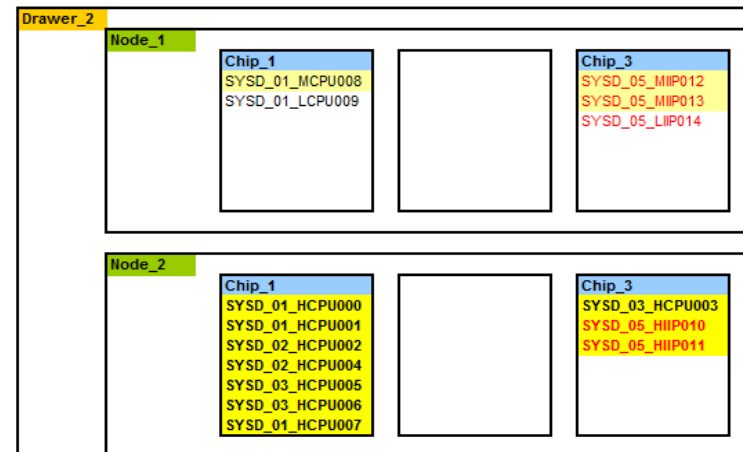 Drawer_2
Node_1
Chip_1
SYSD_01_MCPU008
SYSD_01_LCPU009
Chip_3
SYSD_05_MIIP012
SYSD_05_MIIP013
SYSD_05_LIIP014
Node_2
Chip_1
SYSD_01_HCPU000
SYSD_01_HCPU001
SYSD_02_HCPU002
SYSD_02_HCPU004
SYSD_03_HCPU005
SYSD_03_HCPU006
SYSD_01_HCPU007
Chip_3
SYSD_03_HCPU003
SYSD_05_HIIP010
SYSD_05_HIIP011